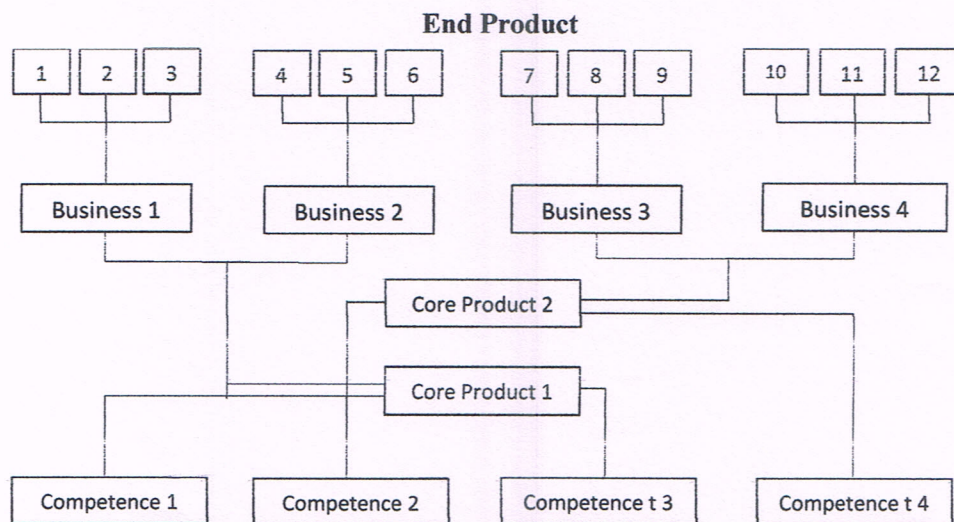 End Product
1 2 3 4 5 6 7 8 9 10 11 12
Business 1 Business 2 Business 3 Business 4
Core Product 2
Core Product 1
Competence 1 Competence 2 Competence t 3 Competence t 4